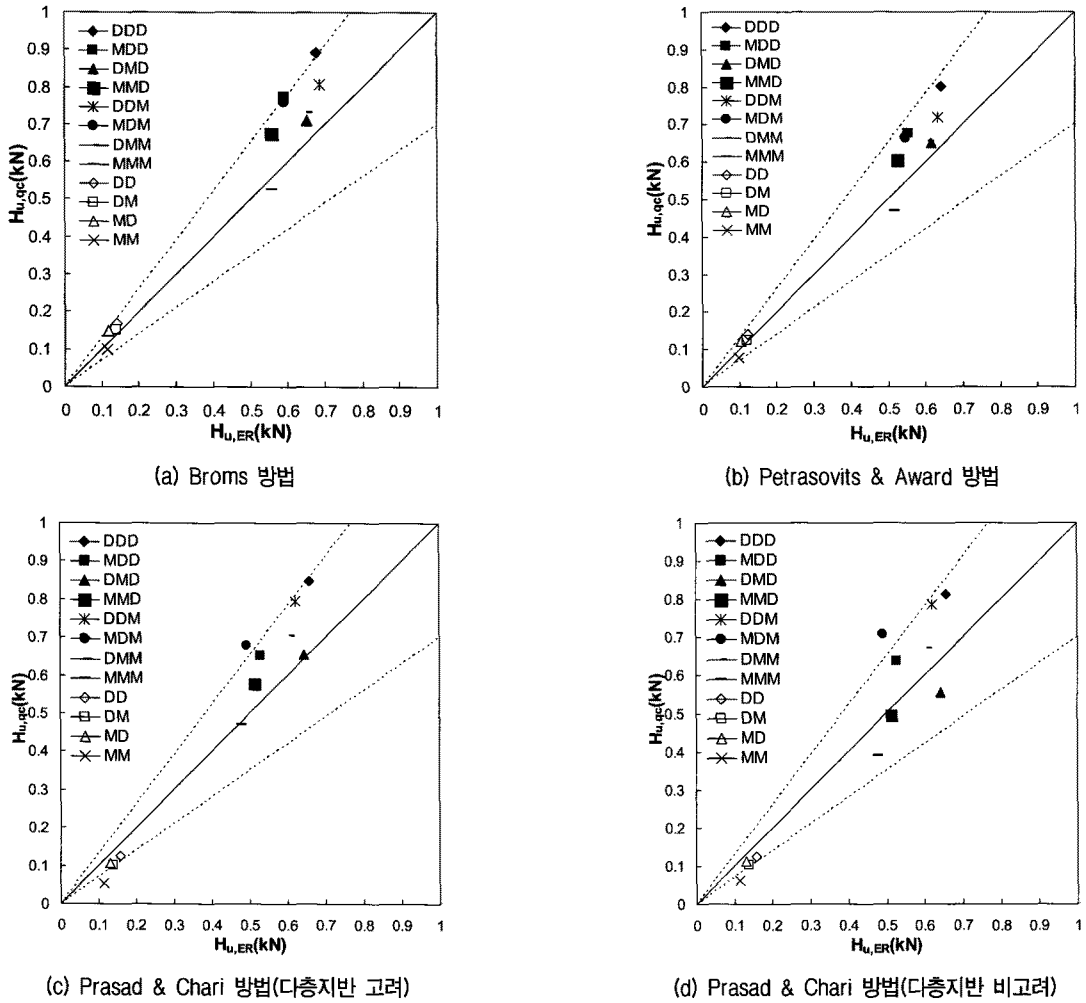 1
0.9
0.8
0.7
0.6
0.5
0.4
0.3
0.2
0.1
0
H_{u,qc}(kN)
DDD
MDD
DMD
MMD
DDM
MDM
DMM
MMM
DD
DM
MD
MM
0 0.1 0.2 0.3 0.4 0.5 0.6 0.7 0.8 0.9 1
H_{u,ER}(kN)
(a) Broms 방법
1
0.9
0.8
0.7
0.6
0.5
0.4
0.3
0.2
0.1
0
H_{u,qc}(kN)
DDD
MDD
DMD
MMD
DDM
MDM
DMM
MMM
DD
DM
MD
MM
0 0.1 0.2 0.3 0.4 0.5 0.6 0.7 0.8 0.9 1
H_{u,ER}(kN)
(b) Petrasovits & Award 방법
1
0.9
0.8
0.7
0.6
0.5
0.4
0.3
0.2
0.1
0
H_{u,qc}(kN)
DDD
MDD
DMD
MMD
DDM
MDM
DMM
MMM
DD
DM
MD
MM
0 0.1 0.2 0.3 0.4 0.5 0.6 0.7 0.8 0.9 1
H_{u,ER}(kN)
(c) Prasad & Chari 방법(다층지반 고려)
1
0.9
0.8
0.7
0.6
0.5
0.4
0.3
0.2
0.1
0
H_{u,qc}(kN)
DDD
MDD
DMD
MMD
DDM
MDM
DMM
MMM
DD
DM
MD
MM
0 0.1 0.2 0.3 0.4 0.5 0.6 0.7 0.8 0.9 1
H_{u,ER}(kN)
(d) Prasad & Chari 방법(다층지반 비고려)